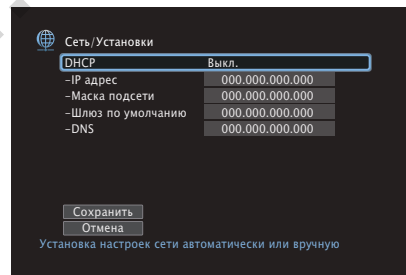 Сеть/Установки
DHCP Выкл.
–IP адрес 000.000.000.000
–Маска подсети 000.000.000.000
–Шлюз по умолчанию 000.000.000.000
–DNS 000.000.000.000
Сохранить
Отмена
Установка настроек сети автоматически или вручную